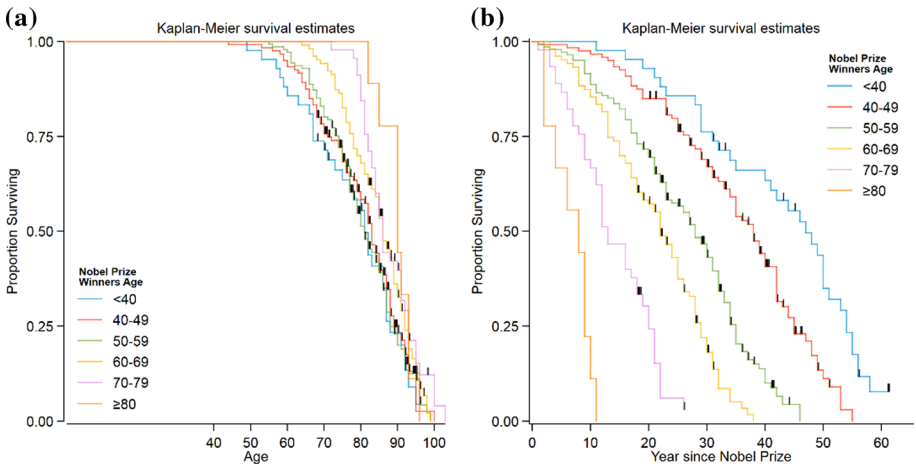 (a)
Kaplan-Meier survival estimates
Proportion Surviving
1.00
0.75
0.50
0.25
0.00
Nobel Prize
Winners Age
<40
40-49
50-59
60-69
70-79
≥80
40 50 60 70 80 90 100
Age
(b)
Kaplan-Meier survival estimates
Proportion Surviving
1.00
0.75
0.50
0.25
0.00
Nobel Prize
Winners Age
<40
40-49
50-59
60-69
70-79
≥80
0 10 20 30 40 50 60
Year since Nobel Prize